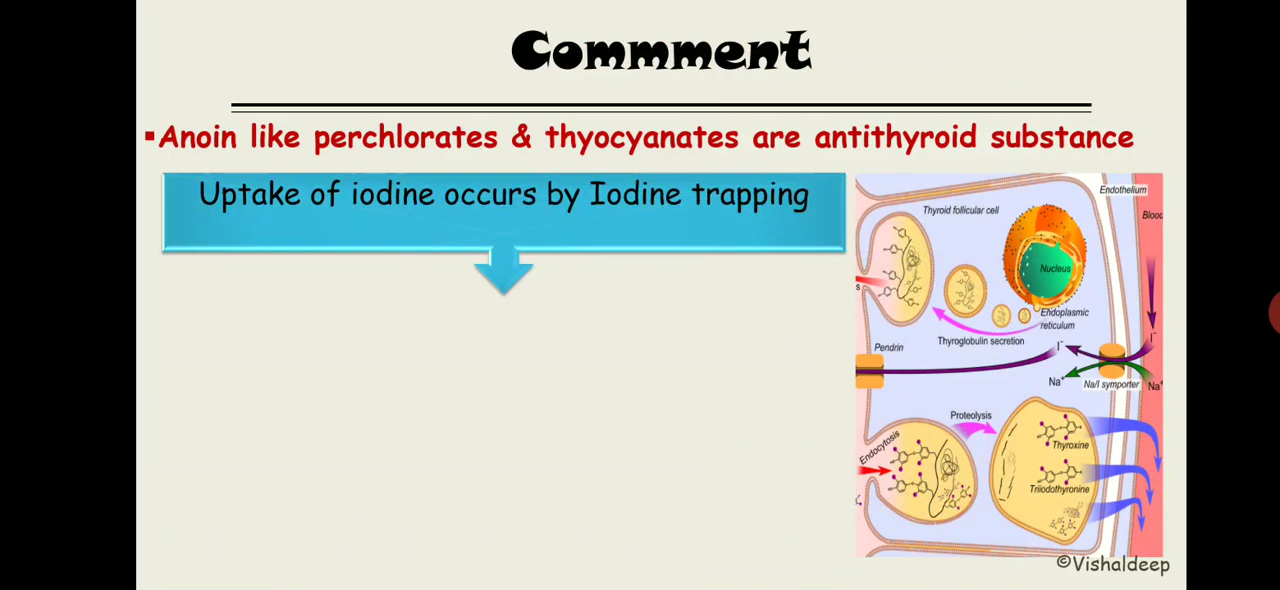 Commment
▪Anoin like perchlorates & thyocyanates are antithyroid substance
Uptake of iodine occurs by Iodine trapping
Endothelium
Thyroid follicular cell
Blood
Nucleus
s
Endoplasmic
reticulum
Thyroglobulin secretion
Pendrin
I⁻
I⁻
Na⁺
Na/I symporter
Na⁺
Proteolysis
Endocytosis
Thyroxine
Triiodothyronine
©Vishaldeep